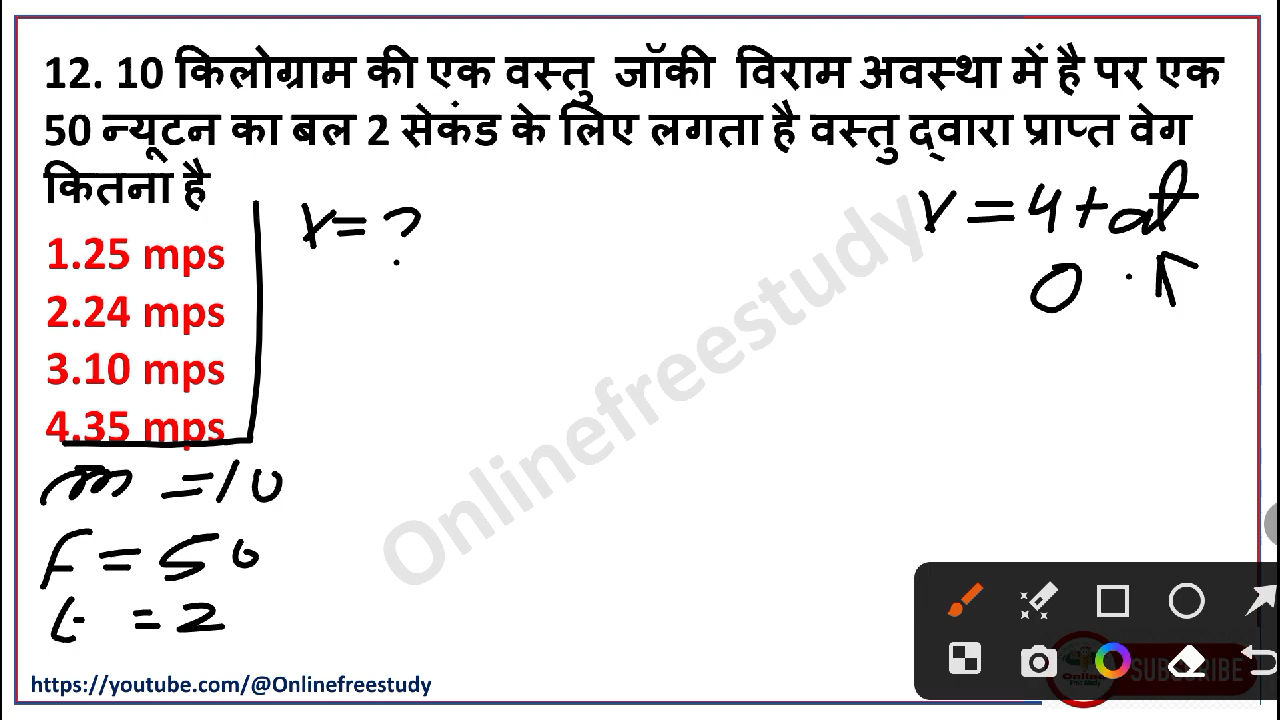 12. 10 किलोग्राम की एक वस्तु जॉकी विराम अवस्था में है पर एक
50 न्यूटन का बल 2 सेकंड के लिए लगता है वस्तु द्वारा प्राप्त वेग
कितना है
1.25 mps
2.24 mps
3.10 mps
4.35 mps
v = ?
v = u + at
0
m = 10
F = 50
t = 2
Onlinefreestudy
https://youtube.com/@Onlinefreestudy
SUBSCRIBE